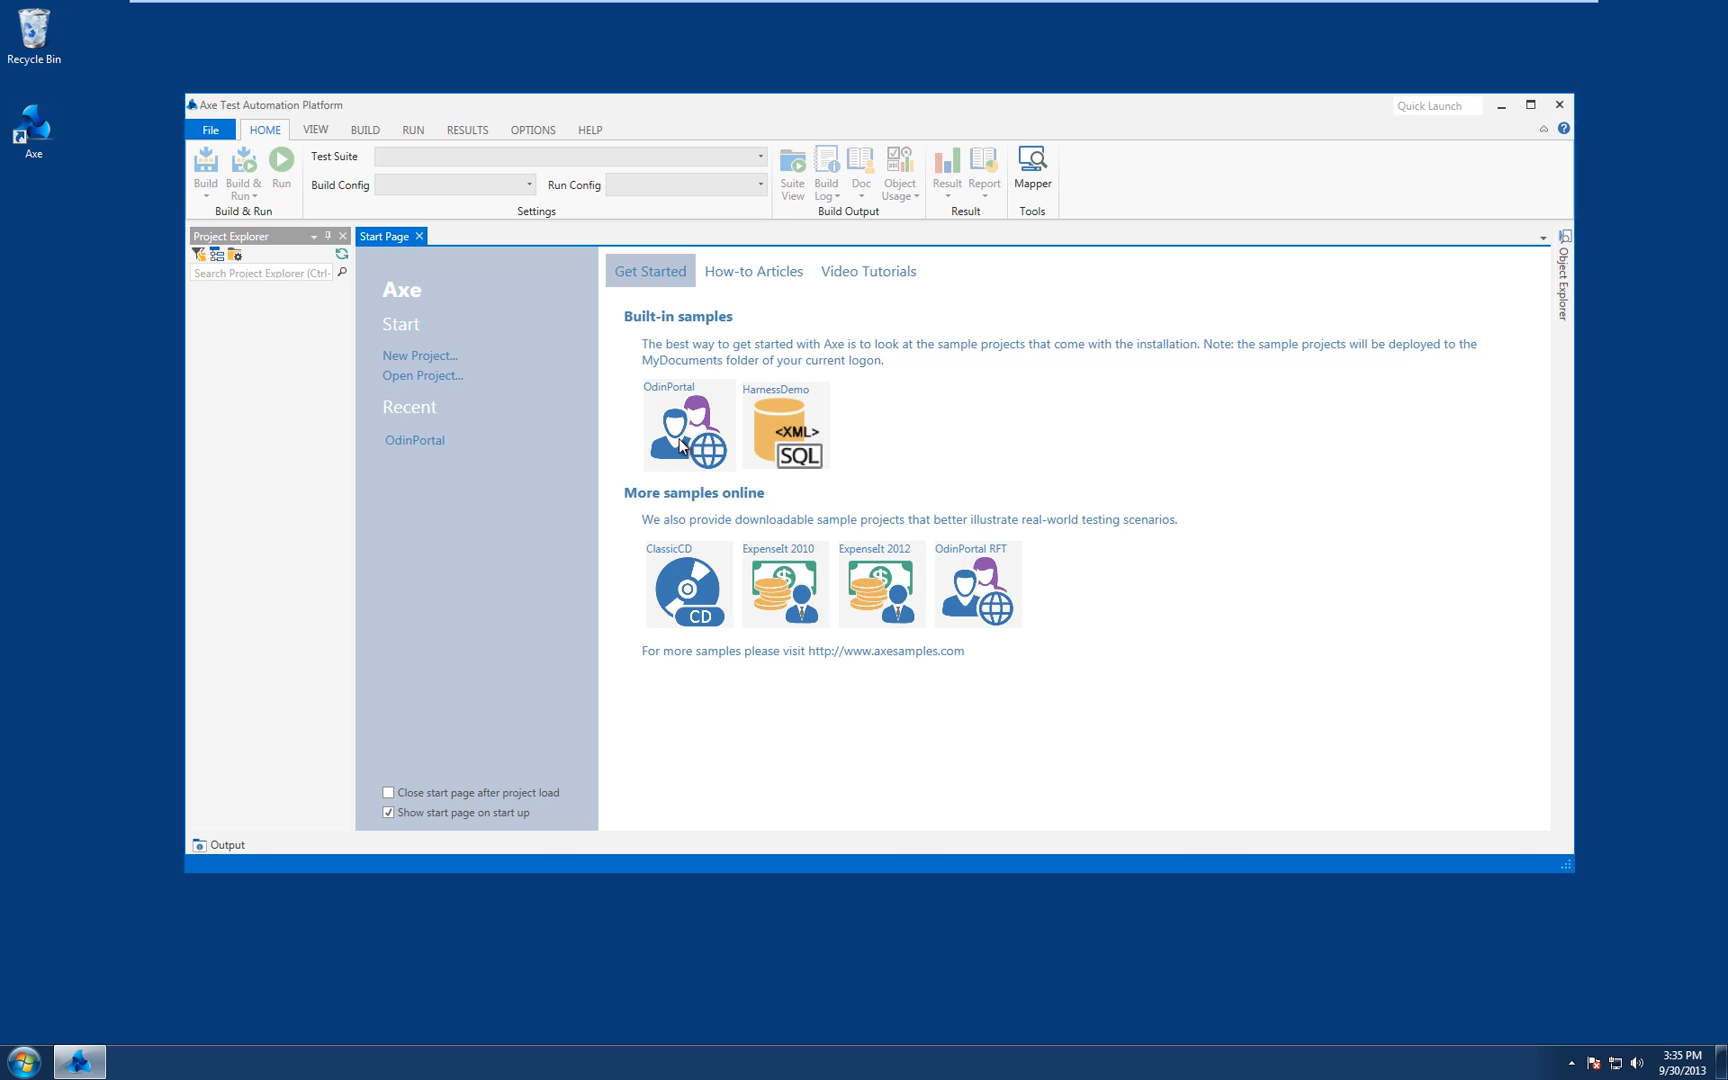 Recycle Bin
Axe
Axe Test Automation Platform
Quick Launch
File HOME VIEW BUILD RUN RESULTS OPTIONS HELP
Build
Build & Run
Run
Build & Run
Test Suite
Build Config
Run Config
Settings
Suite View
Build Log
Doc
Object Usage
Build Output
Result
Report
Result
Mapper
Tools
Project Explorer
Search Project Explorer (Ctrl-
Start Page
Object Explorer
Axe
Start
New Project...
Open Project...
Recent
OdinPortal
Close start page after project load
Show start page on start up
Get Started How-to Articles Video Tutorials
Built-in samples
The best way to get started with Axe is to look at the sample projects that come with the installation. Note: the sample projects will be deployed to the
MyDocuments folder of your current logon.
OdinPortal
HarnessDemo
<XML>
SQL
More samples online
We also provide downloadable sample projects that better illustrate real-world testing scenarios.
ClassicCD
CD
ExpenseIt 2010
ExpenseIt 2012
OdinPortal RFT
For more samples please visit http://www.axesamples.com
Output
3:35 PM
9/30/2013